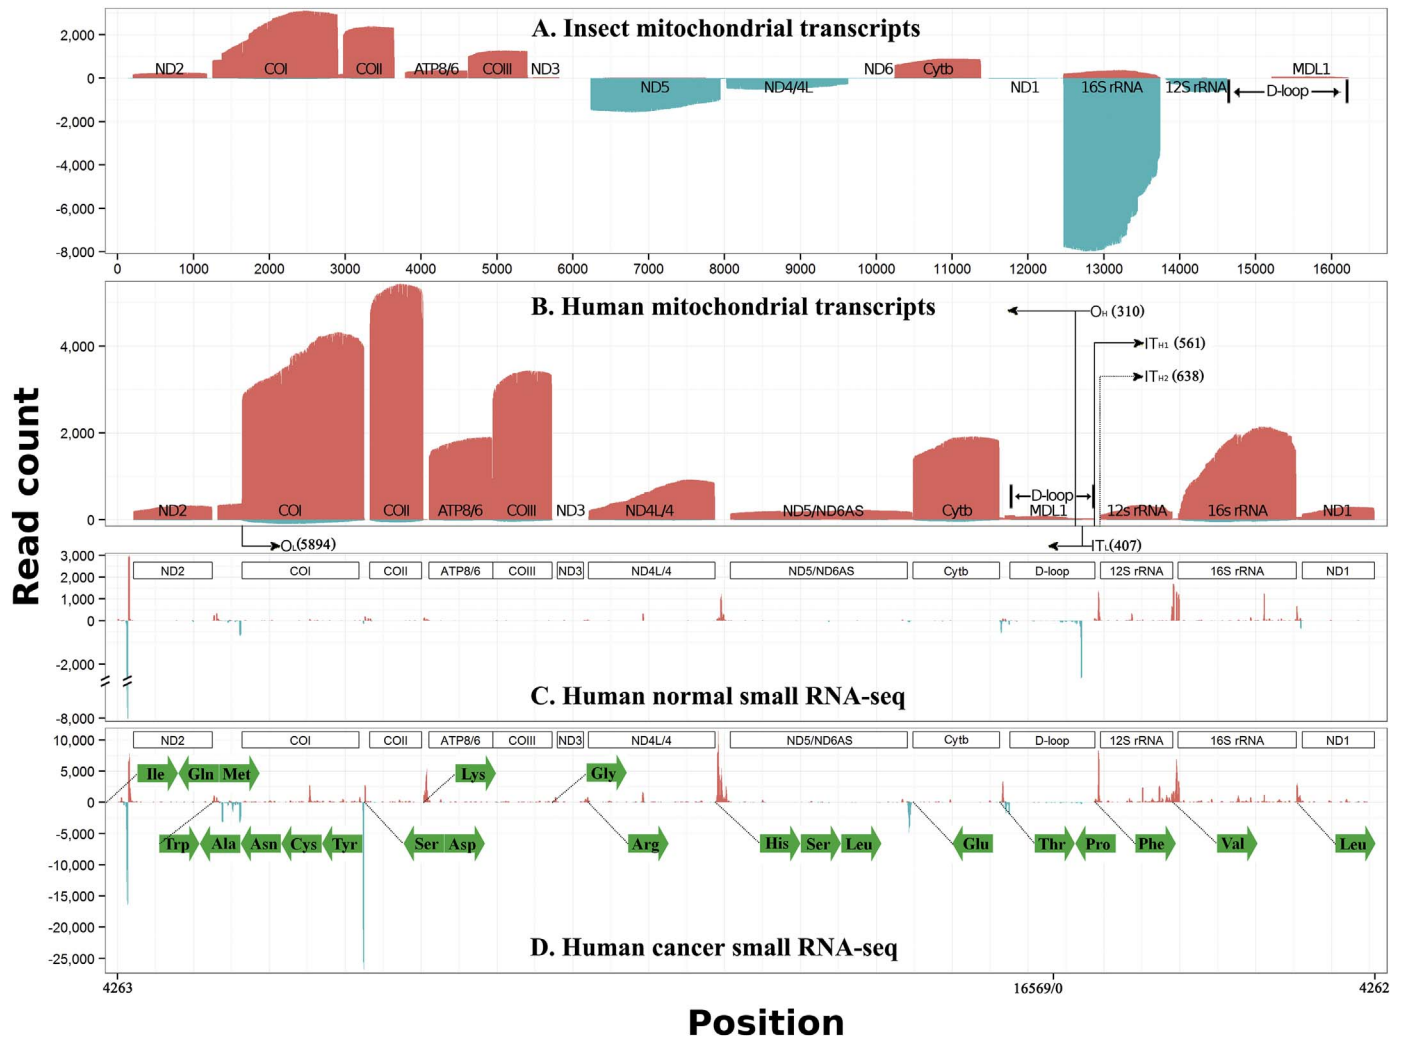 Read count
A. Insect mitochondrial transcripts
2,000
0
-2,000
-4,000
-6,000
-8,000
ND2 COI COII ATP8/6 COIII ND3 ND5 ND4/4L ND6 Cytb ND1 16S rRNA 12S rRNA D-loop MDL1
0 1000 2000 3000 4000 5000 6000 7000 8000 9000 10000 11000 12000 13000 14000 15000 16000
B. Human mitochondrial transcripts
OH (310)
ITH1 (561)
ITH2 (638)
4,000
2,000
0
D-loop
ND2 COI COII ATP8/6 COIII ND3 ND4L/4 ND5/ND6AS Cytb MDL1 12s rRNA 16s rRNA ND1
OL(5894) ITL(407)
3,000
2,000
1,000
0
-2,000
-8,000
ND2 COI COII ATP8/6 COIII ND3 ND4L/4 ND5/ND6AS Cytb D-loop 12S rRNA 16S rRNA ND1
C. Human normal small RNA-seq
10,000
5,000
0
-5,000
-10,000
-15,000
-20,000
-25,000
ND2 COI COII ATP8/6 COIII ND3 ND4L/4 ND5/ND6AS Cytb D-loop 12S rRNA 16S rRNA ND1
Ile Gln Met Lys Gly
Trp Ala Asn Cys Tyr Ser Asp Arg His Ser Leu Glu Thr Pro Phe Val Leu
D. Human cancer small RNA-seq
4263 16569/0 4262
Position